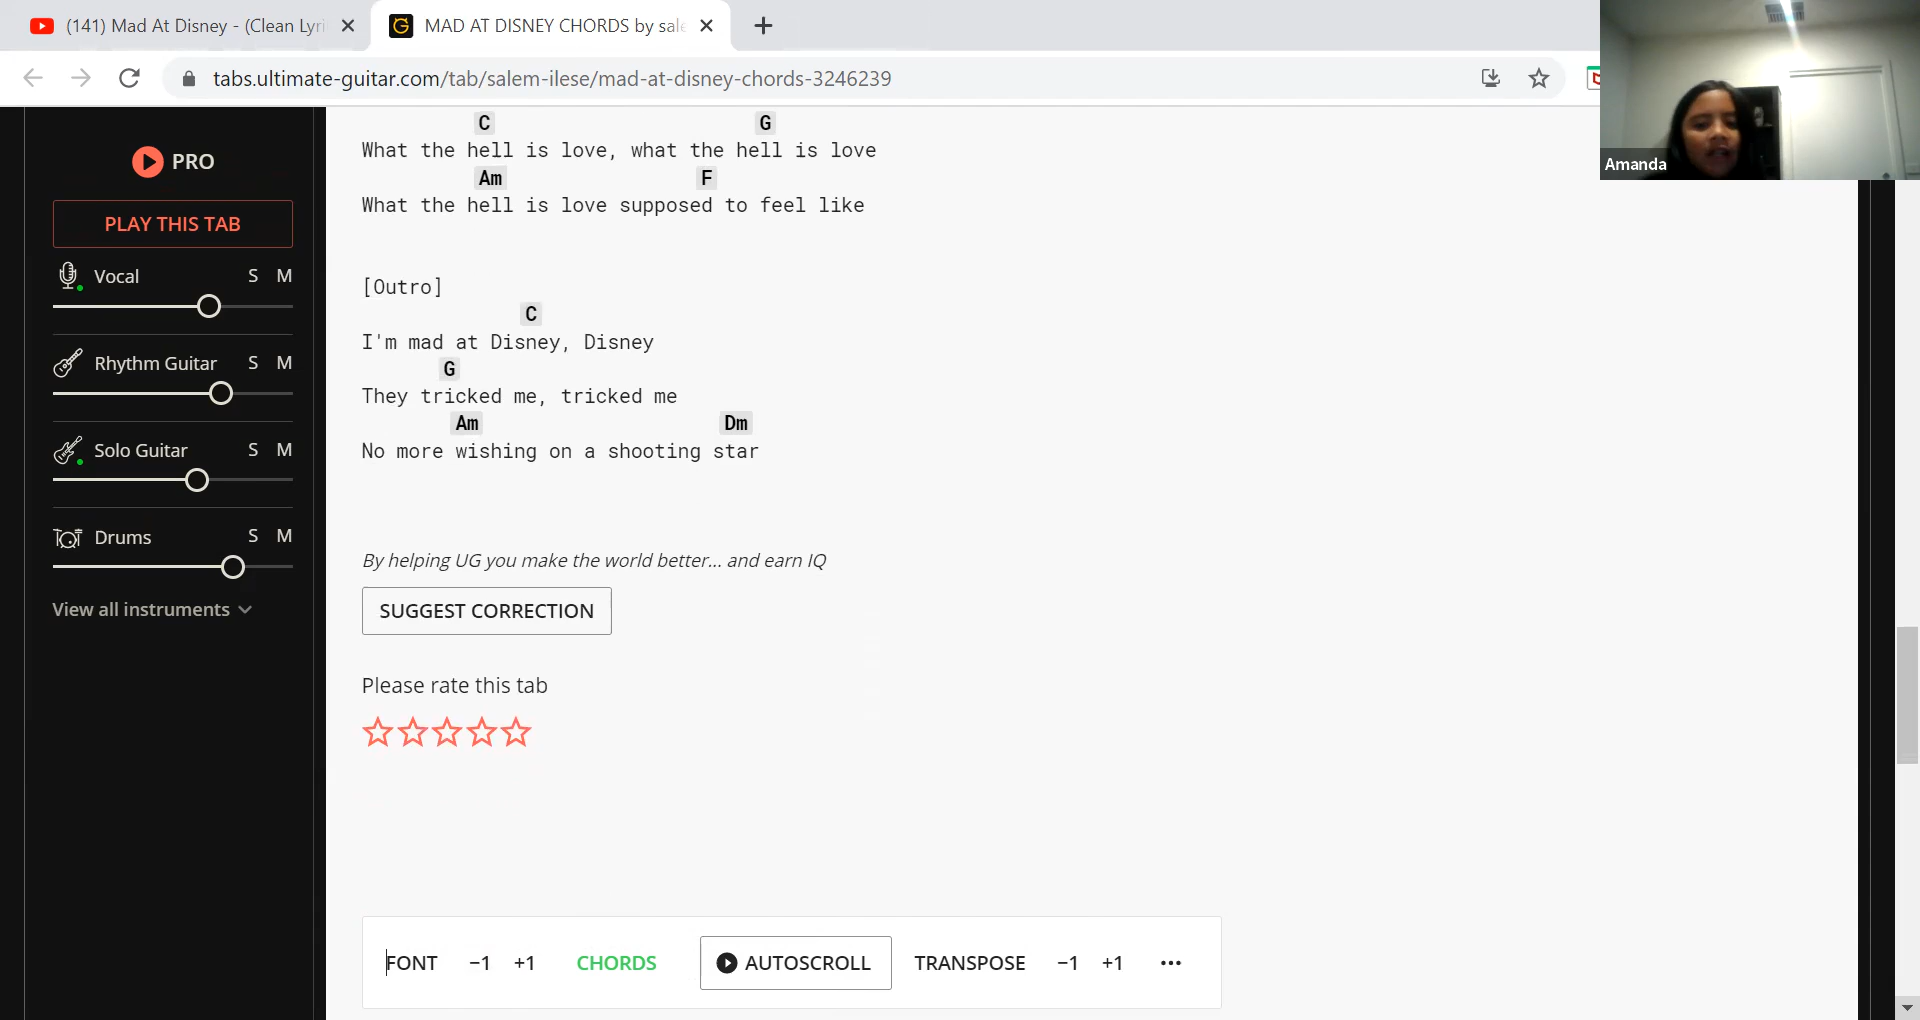 (141) Mad At Disney - (Clean Lyri
MAD AT DISNEY CHORDS by sale
tabs.ultimate-guitar.com/tab/salem-ilese/mad-at-disney-chords-3246239
Amanda
PRO
PLAY THIS TAB
Vocal S M
Rhythm Guitar S M
Solo Guitar S M
Drums S M
View all instruments
C G
What the hell is love, what the hell is love
Am F
What the hell is love supposed to feel like
[Outro]
C
I'm mad at Disney, Disney
G
They tricked me, tricked me
Am Dm
No more wishing on a shooting star
By helping UG you make the world better... and earn IQ
SUGGEST CORRECTION
Please rate this tab
FONT −1 +1 CHORDS AUTOSCROLL TRANSPOSE −1 +1 •••